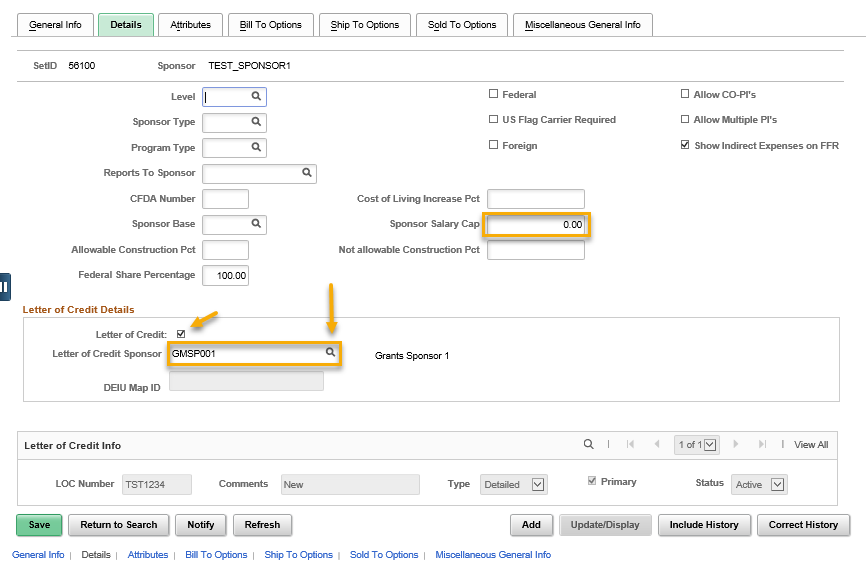 General Info Details Attributes Bill To Options Ship To Options Sold To Options Miscellaneous General Info
SetID 56100 Sponsor TEST_SPONSOR1
Level Federal Allow CO-PI's
Sponsor Type US Flag Carrier Required Allow Multiple PI's
Program Type Foreign Show Indirect Expenses on FFR
Reports To Sponsor
CFDA Number Cost of Living Increase Pct
Sponsor Base Sponsor Salary Cap 0.00
Allowable Construction Pct Not allowable Construction Pct
Federal Share Percentage 100.00
Letter of Credit Details
Letter of Credit:
Letter of Credit Sponsor GMSP001 Grants Sponsor 1
DEIU Map ID
Letter of Credit Info 1 of 1 View All
LOC Number TST1234 Comments New Type Detailed Primary Status Active
Save Return to Search Notify Refresh Add Update/Display Include History Correct History
General Info | Details | Attributes | Bill To Options | Ship To Options | Sold To Options | Miscellaneous General Info